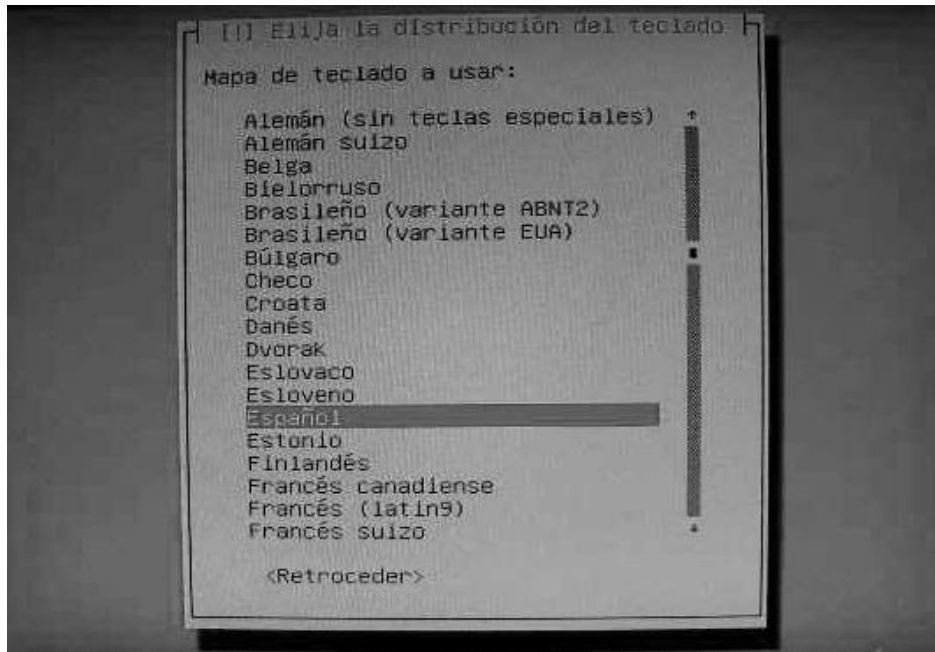 [!] Elija la distribución del teclado
Mapa de teclado a usar:
Alemán (sin teclas especiales)
Alemán suizo
Belga
Bielorruso
Brasileño (variante ABNT2)
Brasileño (variante EUA)
Búlgaro
Checo
Croata
Danés
Dvorak
Eslovaco
Esloveno
Español
Estonio
Finlandés
Francés canadiense
Francés (latin9)
Francés suizo
<Retroceder>